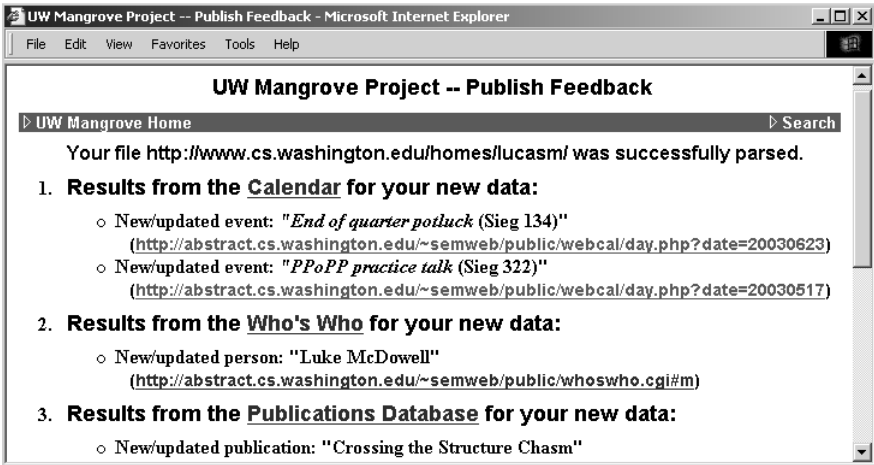 UW Mangrove Project -- Publish Feedback - Microsoft Internet Explorer
File Edit View Favorites Tools Help
UW Mangrove Project -- Publish Feedback
UW Mangrove Home Search
Your file http://www.cs.washington.edu/homes/lucasm/ was successfully parsed.
1. Results from the Calendar for your new data:
New/updated event: "End of quarter potluck (Sieg 134)"
(http://abstract.cs.washington.edu/~semweb/public/webcal/day.php?date=20030623)
New/updated event: "PPoPP practice talk (Sieg 322)"
(http://abstract.cs.washington.edu/~semweb/public/webcal/day.php?date=20030517)
2. Results from the Who's Who for your new data:
New/updated person: "Luke McDowell"
(http://abstract.cs.washington.edu/~semweb/public/whoswho.cgi#m)
3. Results from the Publications Database for your new data:
New/updated publication: "Crossing the Structure Chasm"